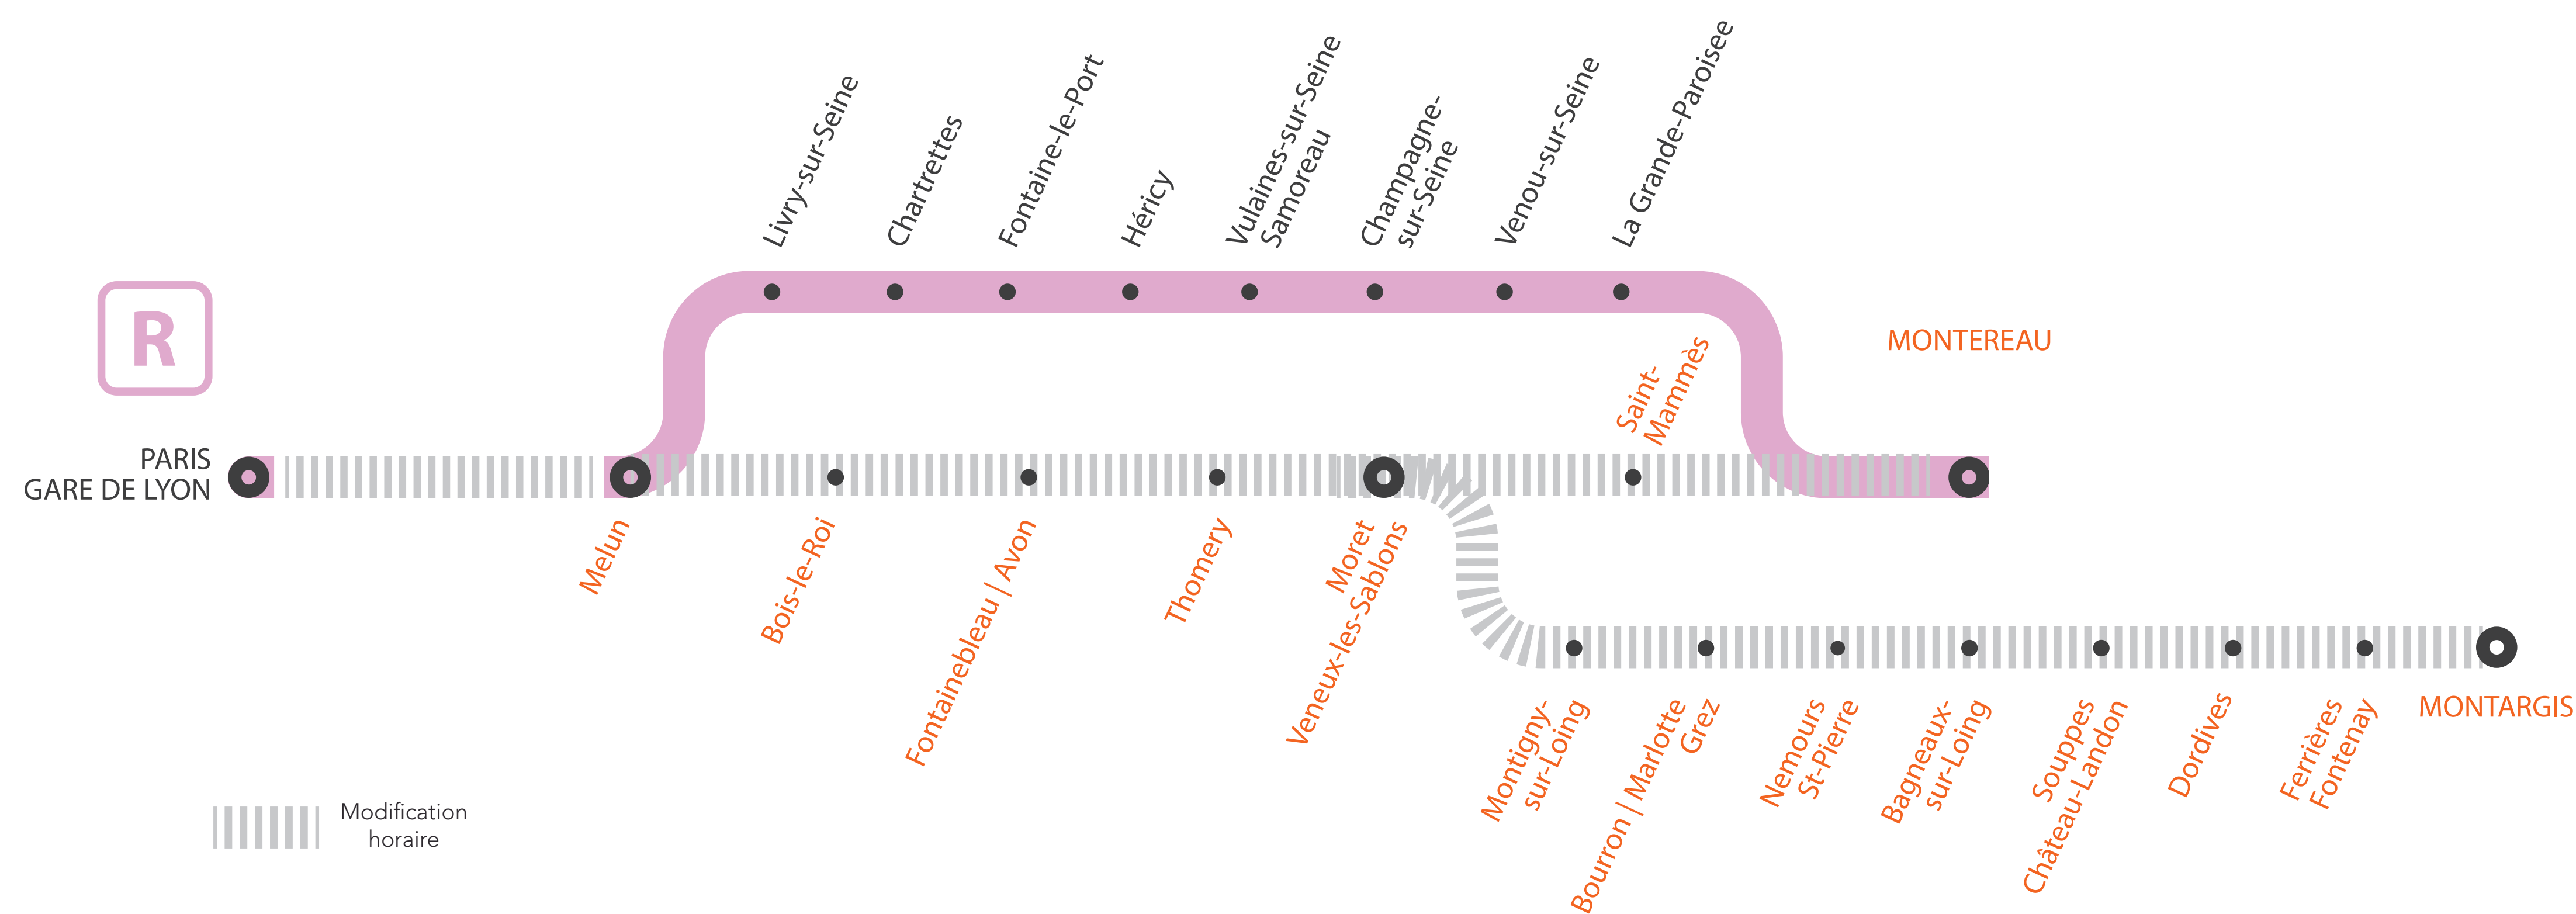 Livry-sur-Seine
Chartrettes
Fontaine-le-Port
Héricy
Vulaines-sur-Seine
Samoreau
Champagne-
sur-Seine
Venou-sur-Seine
La Grande-Paroisee
R
MONTEREAU
Saint-
Mammès
PARIS
GARE DE LYON
Melun
Bois-le-Roi
Fontainebleau | Avon
Thomery
Moret
Veneux-les-Sablons
Montigny-
sur-Loing
Bourron | Marlotte
Grez
Nemours
St-Pierre
Bagneaux-
sur-Loing
Souppes
Château-Landon
Dordives
Ferrières
Fontenay
MONTARGIS
Modification
horaire